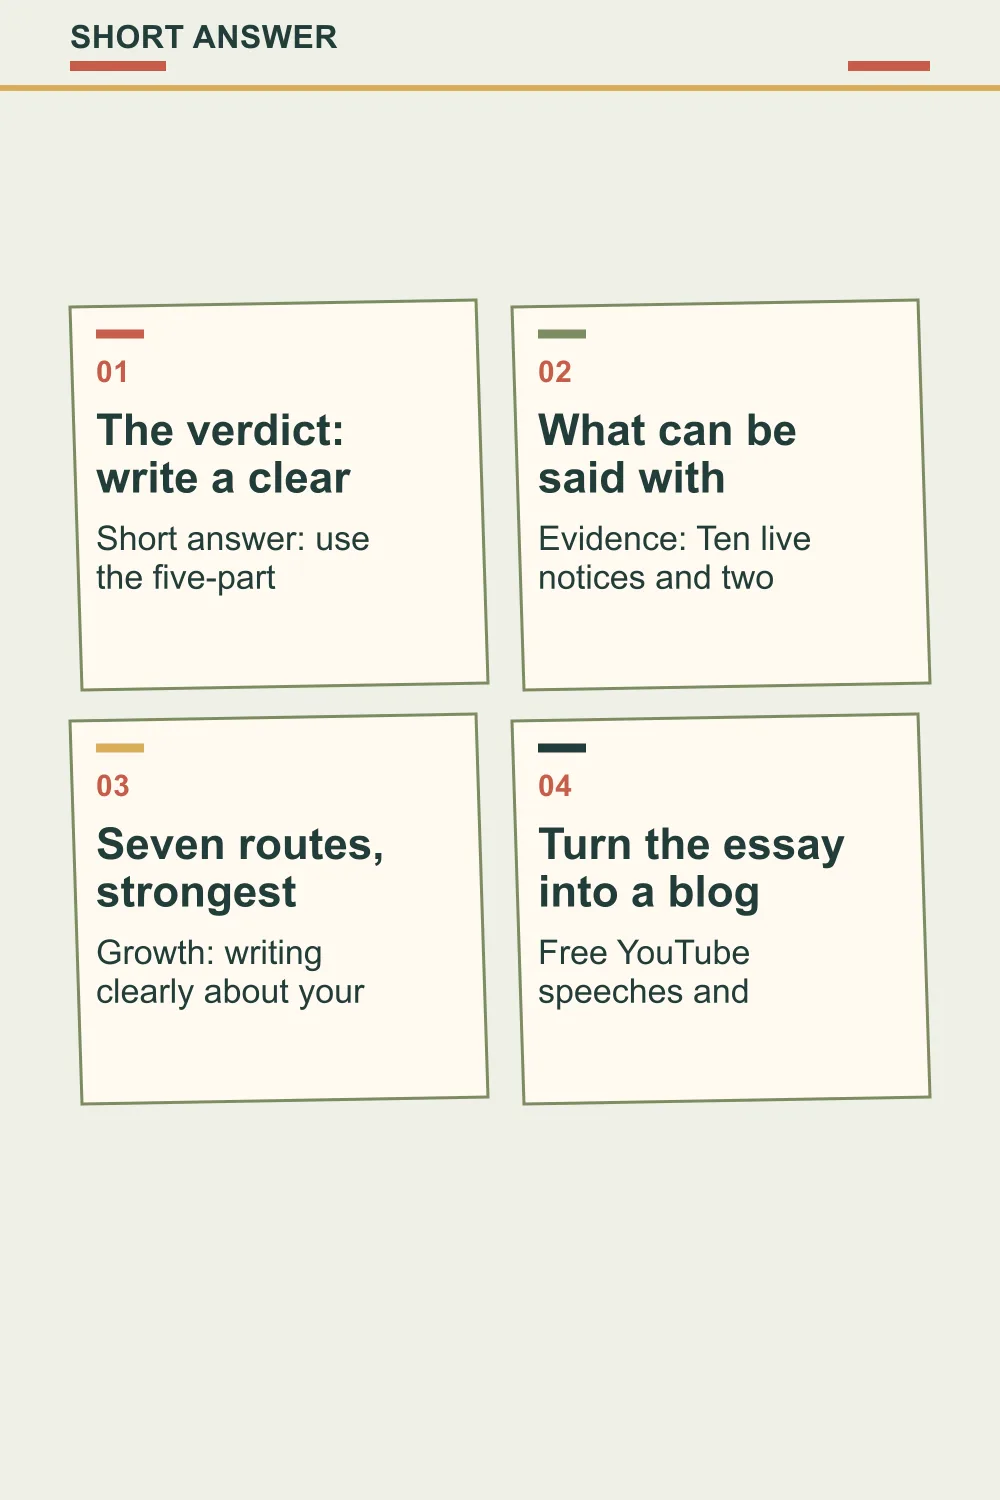 SHORT ANSWER
01
The verdict:
write a clear
Short answer: use
the five-part
02
What can be
said with
Evidence: Ten live
notices and two
03
Seven routes,
strongest
Growth: writing
clearly about your
04
Turn the essay
into a blog
Free YouTube
speeches and